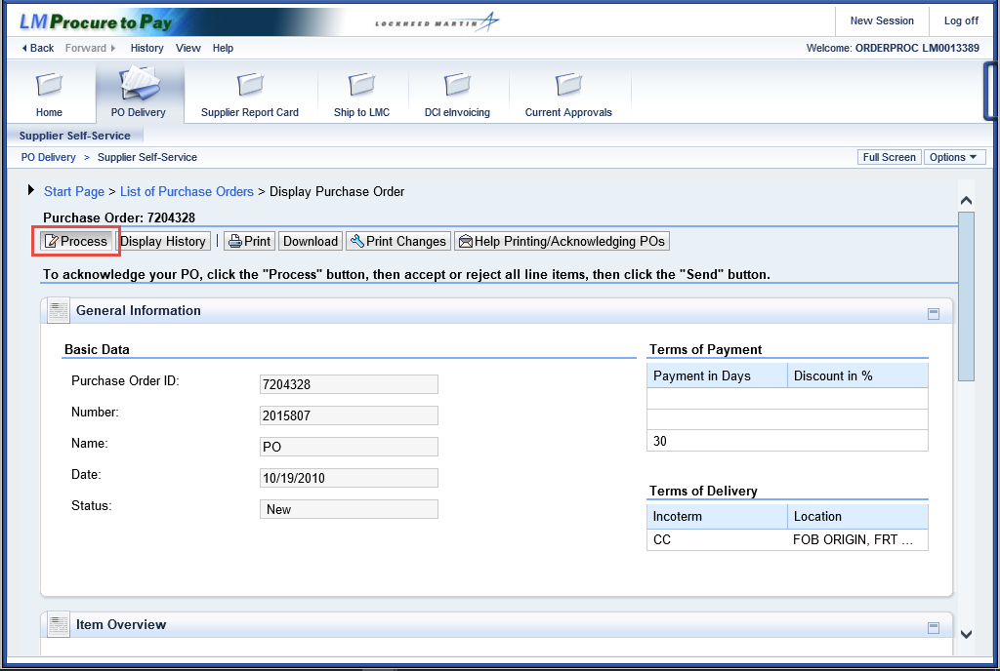 LM Procure to Pay LOCKHEED MARTIN New Session Log off
Back Forward History View Help Welcome: ORDERPROC LM0013389
Home PO Delivery Supplier Report Card Ship to LMC DCI eInvoicing Current Approvals
Supplier Self-Service
PO Delivery > Supplier Self-Service Full Screen Options
Start Page > List of Purchase Orders > Display Purchase Order
Purchase Order: 7204328
Process Display History | Print Download Print Changes Help Printing/Acknowledging POs
To acknowledge your PO, click the "Process" button, then accept or reject all line items, then click the "Send" button.
General Information
Basic Data
Purchase Order ID: 7204328
Number: 2015807
Name: PO
Date: 10/19/2010
Status: New
Terms of Payment
Payment in Days Discount in %
30
Terms of Delivery
Incoterm Location
CC FOB ORIGIN, FRT ...
Item Overview